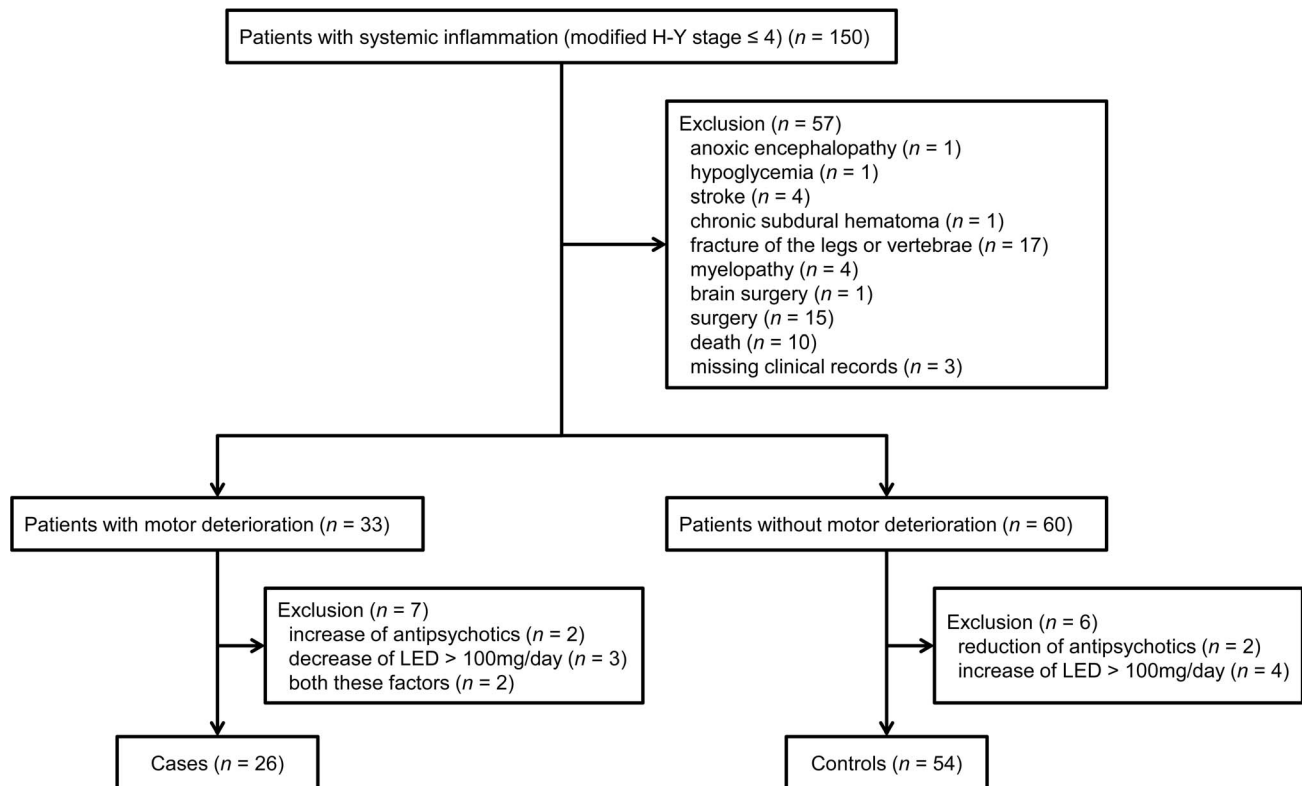 Patients with systemic inflammation (modified H-Y stage ≤ 4) (n = 150)
Exclusion (n = 57)
anoxic encephalopathy (n = 1)
hypoglycemia (n = 1)
stroke (n = 4)
chronic subdural hematoma (n = 1)
fracture of the legs or vertebrae (n = 17)
myelopathy (n = 4)
brain surgery (n = 1)
surgery (n = 15)
death (n = 10)
missing clinical records (n = 3)
Patients with motor deterioration (n = 33)
Patients without motor deterioration (n = 60)
Exclusion (n = 7)
increase of antipsychotics (n = 2)
decrease of LED > 100mg/day (n = 3)
both these factors (n = 2)
Exclusion (n = 6)
reduction of antipsychotics (n = 2)
increase of LED > 100mg/day (n = 4)
Cases (n = 26)
Controls (n = 54)